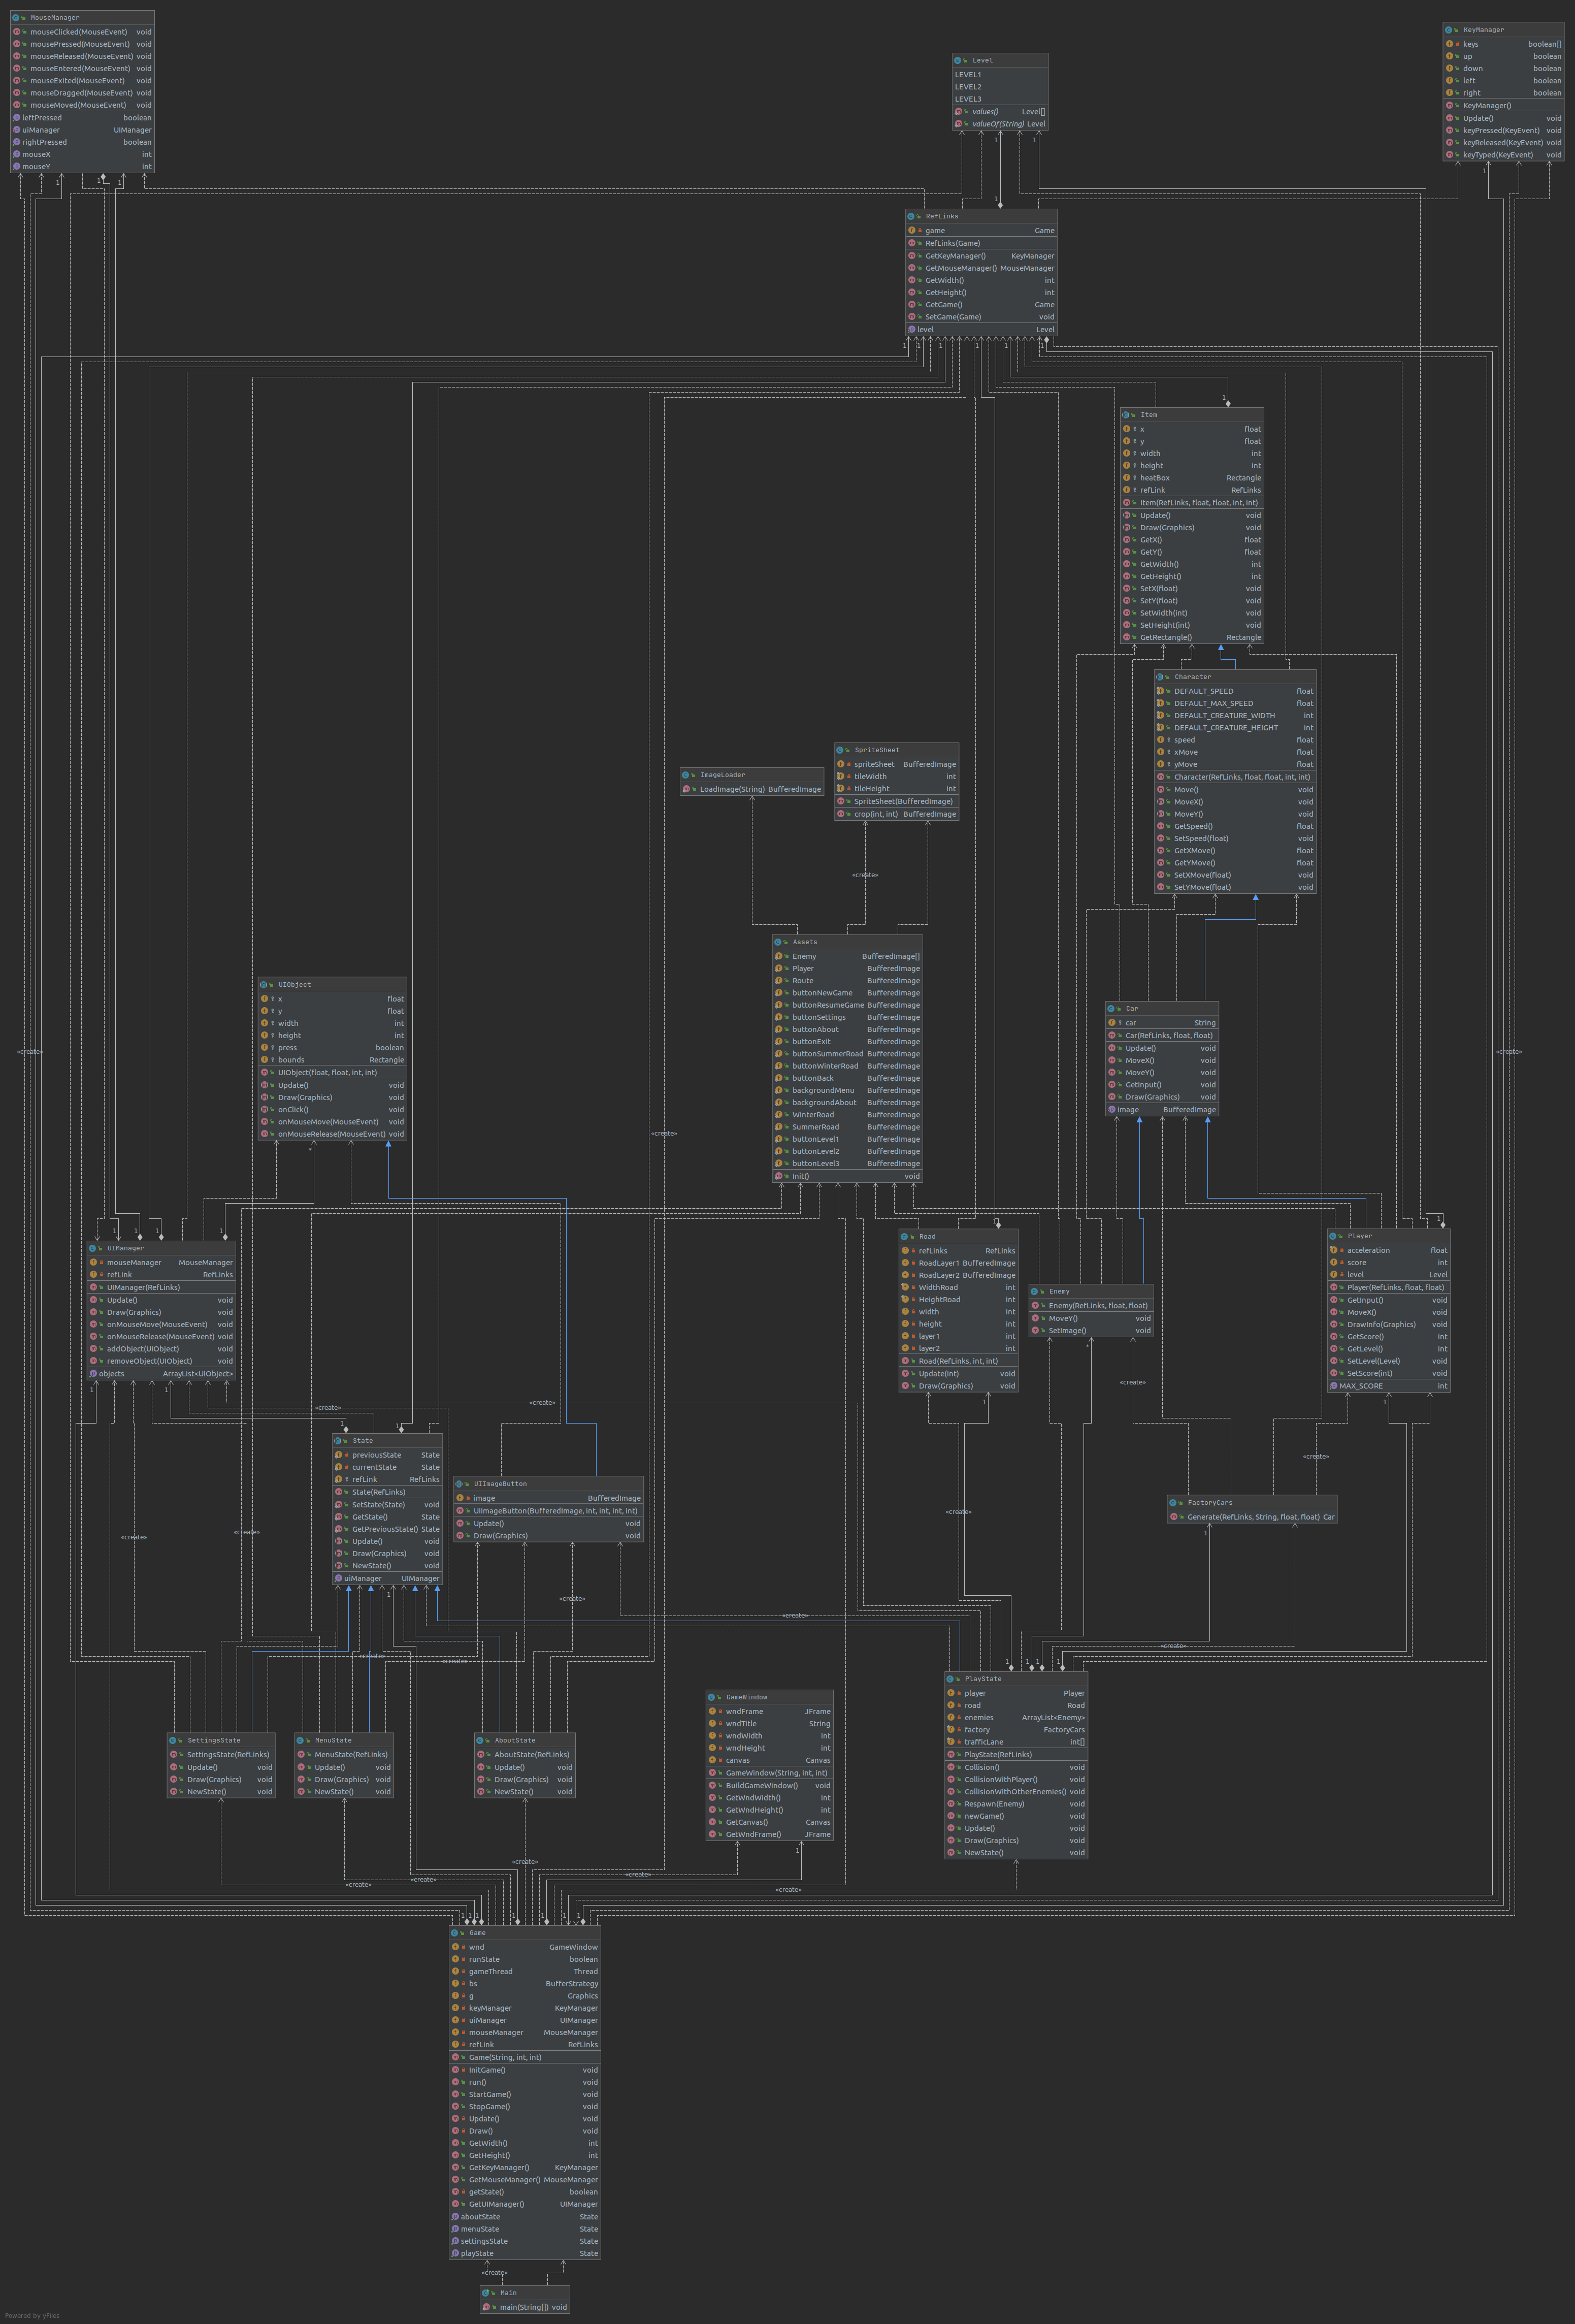 MouseManager
mouseClicked(MouseEvent) void
mousePressed(MouseEvent) void
mouseReleased(MouseEvent) void
mouseEntered(MouseEvent) void
mouseExited(MouseEvent) void
mouseDragged(MouseEvent) void
mouseMoved(MouseEvent) void
leftPressed boolean
uiManager UIManager
rightPressed boolean
mouseX int
mouseY int
Level
LEVEL1
LEVEL2
LEVEL3
values() Level[]
valueOf(String) Level
KeyManager
keys boolean[]
up boolean
down boolean
left boolean
right boolean
KeyManager()
Update() void
keyPressed(KeyEvent) void
keyReleased(KeyEvent) void
keyTyped(KeyEvent) void
RefLinks
game Game
RefLinks(Game)
GetKeyManager() KeyManager
GetMouseManager() MouseManager
GetWidth() int
GetHeight() int
GetGame() Game
SetGame(Game) void
level Level
Item
x float
y float
width int
height int
heatBox Rectangle
refLink RefLinks
Item(RefLinks, float, float, int, int)
Update() void
Draw(Graphics) void
GetX() float
GetY() float
GetWidth() int
GetHeight() int
SetX(float) void
SetY(float) void
SetWidth(int) void
SetHeight(int) void
GetRectangle() Rectangle
Character
DEFAULT_SPEED float
DEFAULT_MAX_SPEED float
DEFAULT_CREATURE_WIDTH int
DEFAULT_CREATURE_HEIGHT int
speed float
xMove float
yMove float
Character(RefLinks, float, float, int, int)
Move() void
MoveX() void
MoveY() void
GetSpeed() float
SetSpeed(float) void
GetXMove() float
GetYMove() float
SetXMove(float) void
SetYMove(float) void
ImageLoader
LoadImage(String) BufferedImage
SpriteSheet
spriteSheet BufferedImage
tileWidth int
tileHeight int
SpriteSheet(BufferedImage)
crop(int, int) BufferedImage
«create»
Assets
Enemy BufferedImage[]
Player BufferedImage
Route BufferedImage
buttonNewGame BufferedImage
buttonResumeGame BufferedImage
buttonSettings BufferedImage
buttonAbout BufferedImage
buttonExit BufferedImage
buttonSummerRoad BufferedImage
buttonWinterRoad BufferedImage
buttonBack BufferedImage
backgroundMenu BufferedImage
backgroundAbout BufferedImage
WinterRoad BufferedImage
SummerRoad BufferedImage
buttonLevel1 BufferedImage
buttonLevel2 BufferedImage
buttonLevel3 BufferedImage
Init() void
UIObject
x float
y float
width int
height int
press boolean
bounds Rectangle
UIObject(float, float, int, int)
Update() void
Draw(Graphics) void
onClick() void
onMouseMove(MouseEvent) void
onMouseRelease(MouseEvent) void
Car
car String
Car(RefLinks, float, float)
Update() void
MoveX() void
MoveY() void
GetInput() void
Draw(Graphics) void
image BufferedImage
«create»
«create»
«create»
UIManager
mouseManager MouseManager
refLink RefLinks
UIManager(RefLinks)
Update() void
Draw(Graphics) void
onMouseMove(MouseEvent) void
onMouseRelease(MouseEvent) void
addObject(UIObject) void
removeObject(UIObject) void
objects ArrayList<UIObject>
Road
refLinks RefLinks
RoadLayer1 BufferedImage
RoadLayer2 BufferedImage
WidthRoad int
HeightRoad int
width int
height int
layer1 int
layer2 int
Road(RefLinks, int, int)
Update(int) void
Draw(Graphics) void
Enemy
Enemy(RefLinks, float, float)
MoveY() void
SetImage() void
Player
acceleration float
score int
level Level
Player(RefLinks, float, float)
GetInput() void
MoveX() void
DrawInfo(Graphics) void
GetScore() int
GetLevel() int
SetLevel(Level) void
SetScore(int) void
MAX_SCORE int
«create»
«create»
«create»
State
previousState State
currentState State
refLink RefLinks
State(RefLinks)
SetState(State) void
GetState() State
GetPreviousState() State
Update() void
Draw(Graphics) void
NewState() void
uiManager UIManager
UIImageButton
image BufferedImage
UIImageButton(BufferedImage, int, int, int, int)
Update() void
Draw(Graphics) void
«create»
FactoryCars
Generate(RefLinks, String, float, float) Car
«create»
«create»
«create»
«create»
«create»
«create»
«create»
«create»
PlayState
player Player
road Road
enemies ArrayList<Enemy>
factory FactoryCars
trafficLane int[]
PlayState(RefLinks)
Collision() void
CollisionWithPlayer() void
CollisionWithOtherEnemies() void
Respawn(Enemy) void
newGame() void
Update() void
Draw(Graphics) void
NewState() void
GameWindow
wndFrame JFrame
wndTitle String
wndWidth int
wndHeight int
canvas Canvas
GameWindow(String, int, int)
BuildGameWindow() void
GetWndWidth() int
GetWndHeight() int
GetCanvas() Canvas
GetWndFrame() JFrame
SettingsState
SettingsState(RefLinks)
Update() void
Draw(Graphics) void
NewState() void
MenuState
MenuState(RefLinks)
Update() void
Draw(Graphics) void
NewState() void
AboutState
AboutState(RefLinks)
Update() void
Draw(Graphics) void
NewState() void
«create»
«create»
«create»
«create»
«create»
Game
wnd GameWindow
runState boolean
gameThread Thread
bs BufferStrategy
g Graphics
keyManager KeyManager
uiManager UIManager
mouseManager MouseManager
refLink RefLinks
Game(String, int, int)
InitGame() void
run() void
StartGame() void
StopGame() void
Update() void
Draw() void
GetWidth() int
GetHeight() int
GetKeyManager() KeyManager
GetMouseManager() MouseManager
getState() boolean
GetUIManager() UIManager
aboutState State
menuState State
settingsState State
playState State
«create»
Main
main(String[]) void
Powered by yFiles